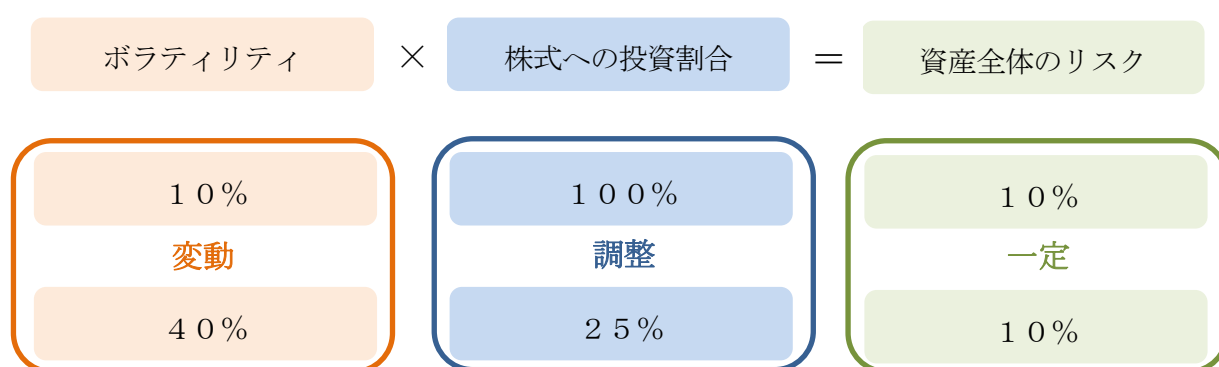 ボラティリティ × 株式への投資割合 ＝ 資産全体のリスク
１０% １００% １０%
変動 調整 一定
４０% ２５% １０%